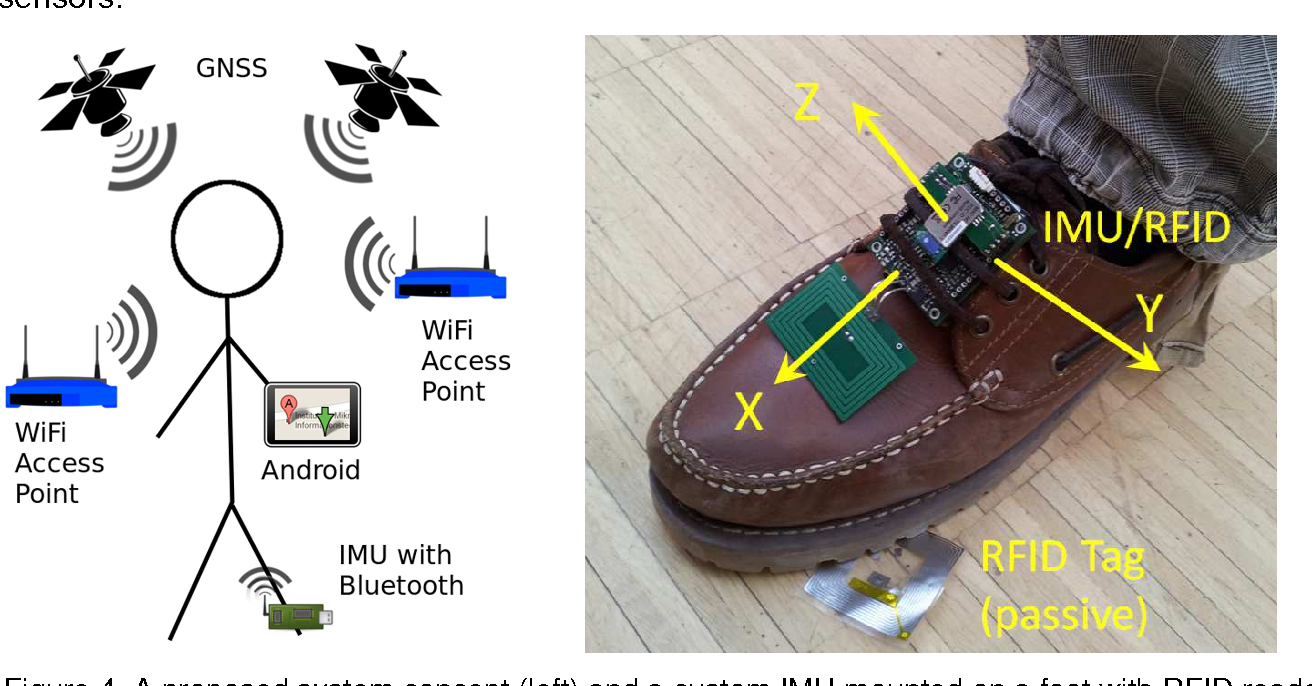 sensors.
GNSS
WiFi
Access
Point
WiFi
Access
Point
A
Android
IMU with
Bluetooth
Z
IMU/RFID
Y
X
RFID Tag
(passive)
Figure 4. A proposed system concept (left) and a custom IMU mounted on a foot with RFID reade